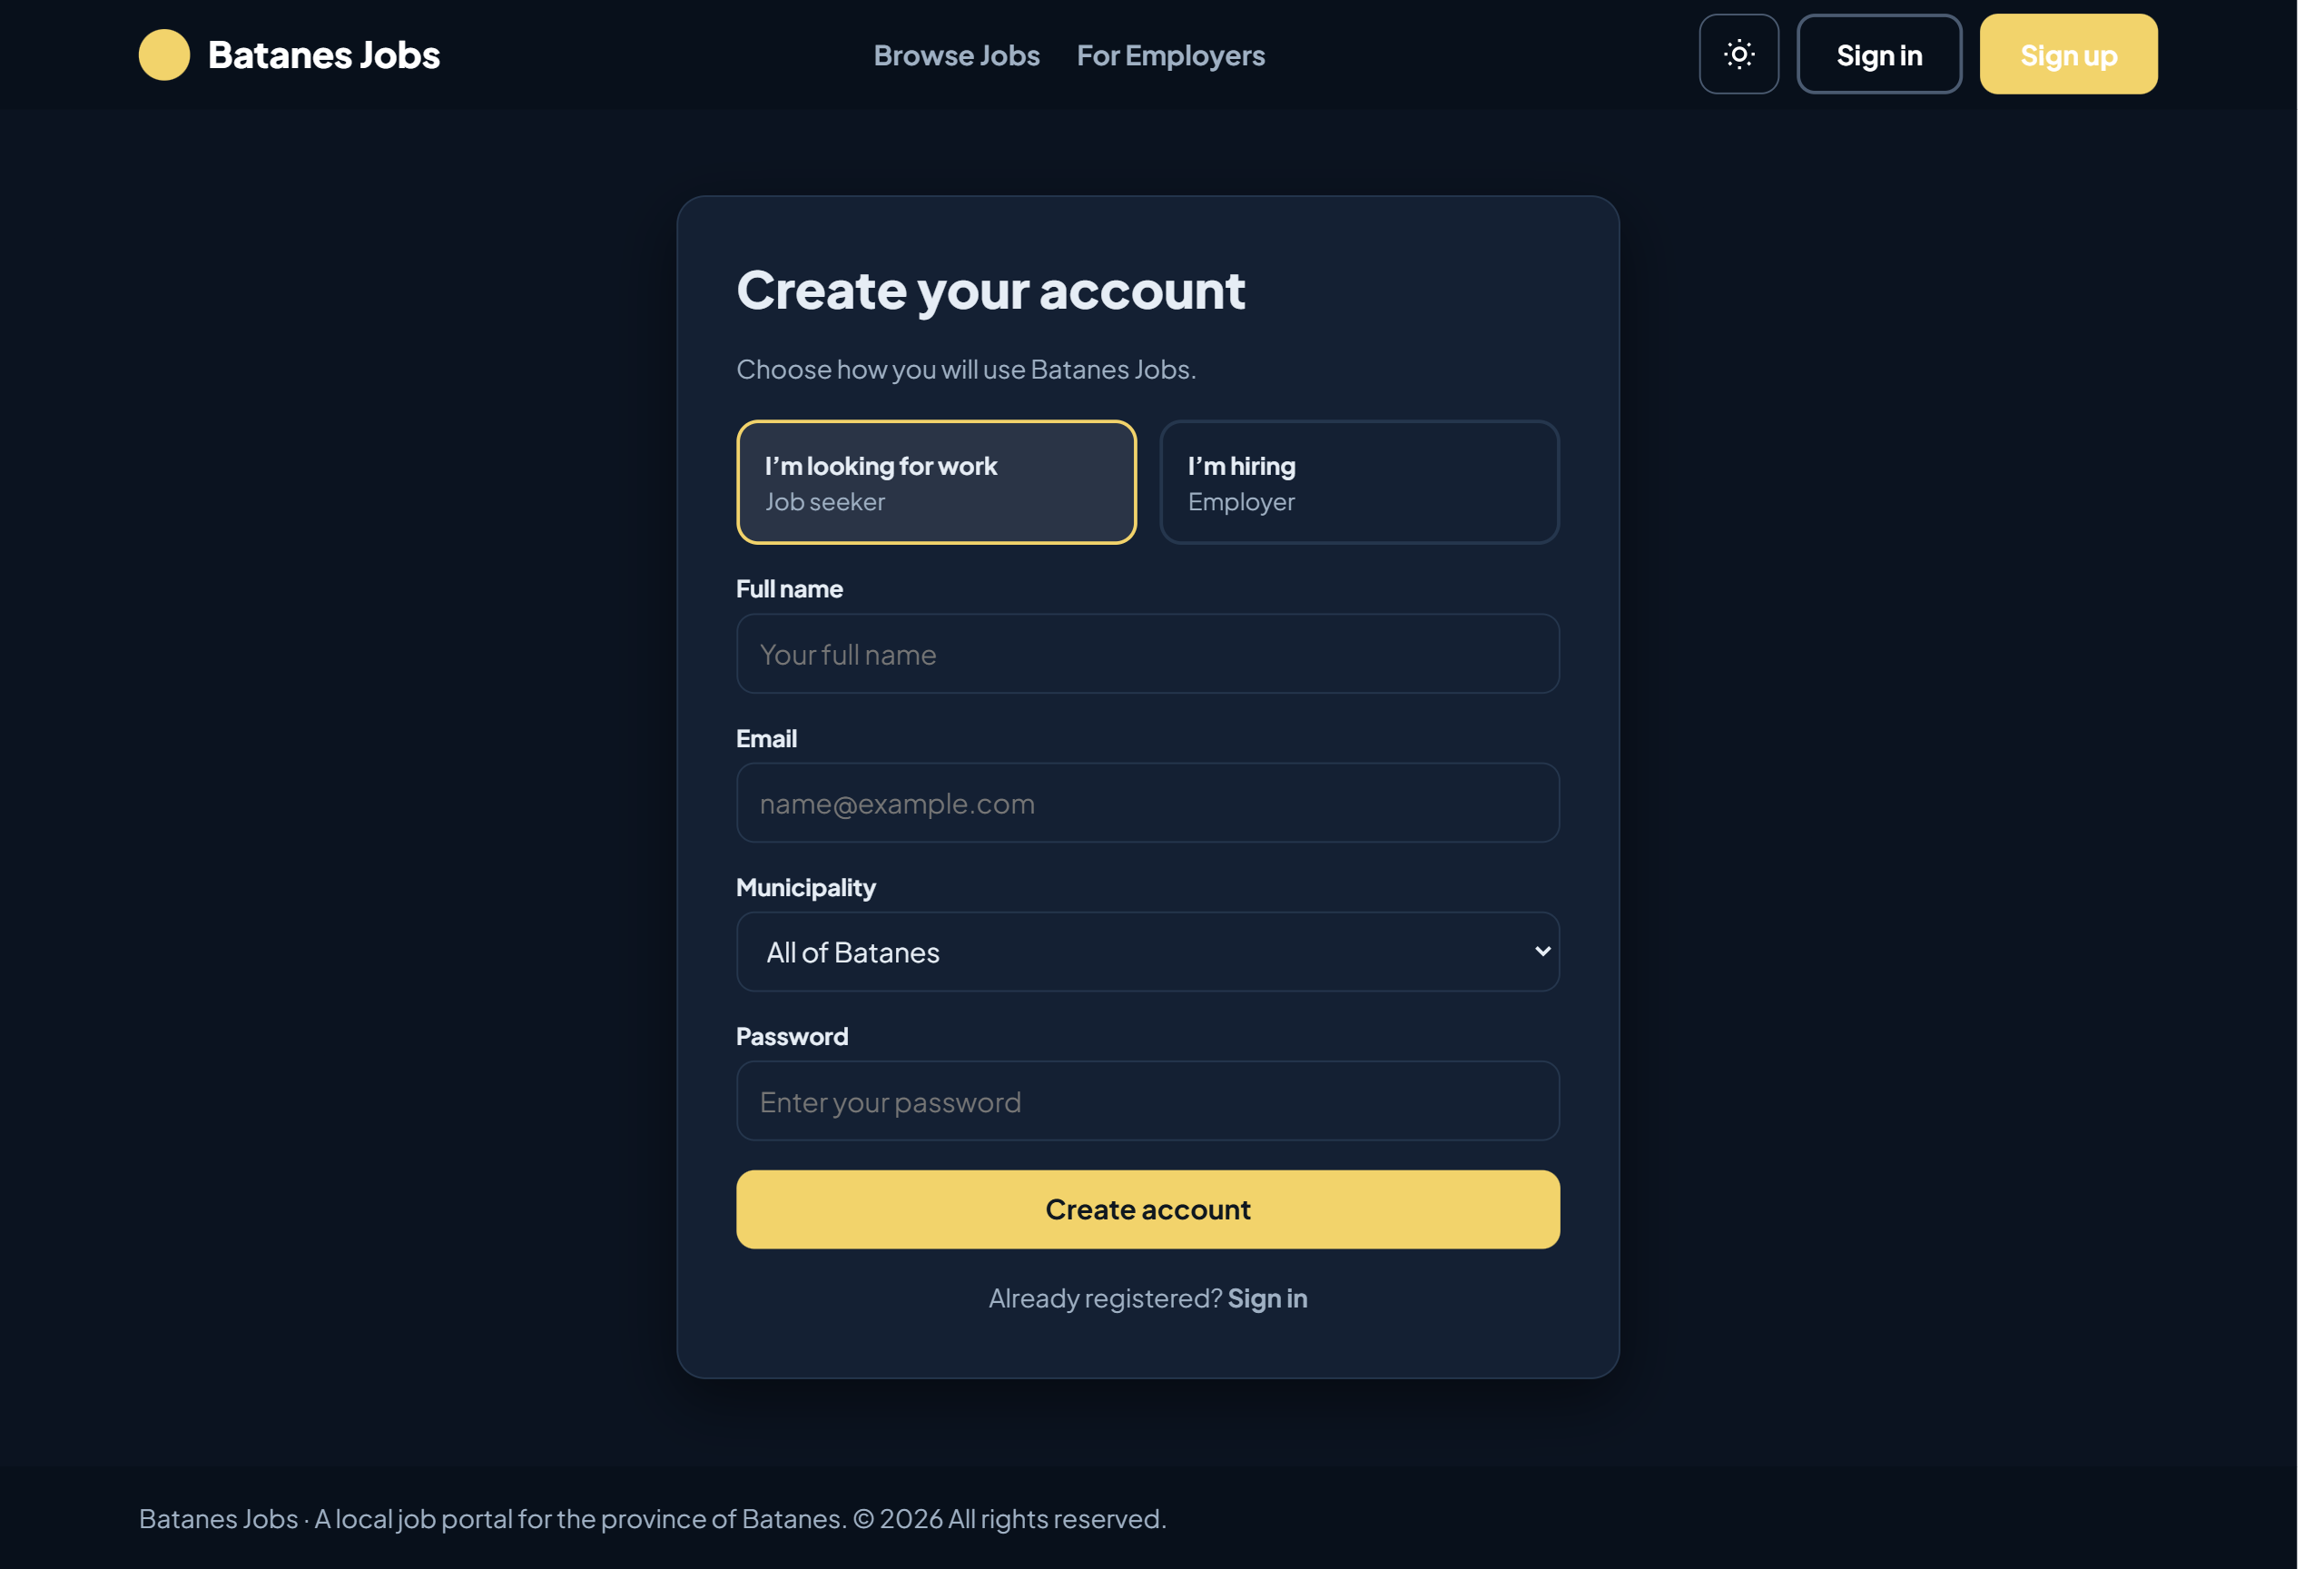 Batanes Jobs
Browse Jobs
For Employers
Sign in
Sign up
Create your account
Choose how you will use Batanes Jobs.
I’m looking for work
Job seeker
I’m hiring
Employer
Full name
Your full name
Email
name@example.com
Municipality
All of Batanes
Password
Enter your password
Create account
Already registered? Sign in
Batanes Jobs · A local job portal for the province of Batanes. © 2026 All rights reserved.